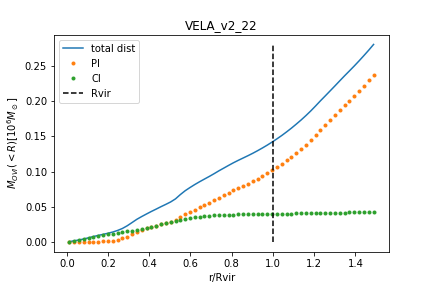 VELA_v2_22
total dist
PI
CI
Rvir
M_OVI(<R)[10^6 M_⊙]
0.25
0.20
0.15
0.10
0.05
0.00
0.0 0.2 0.4 0.6 0.8 1.0 1.2 1.4
r/Rvir